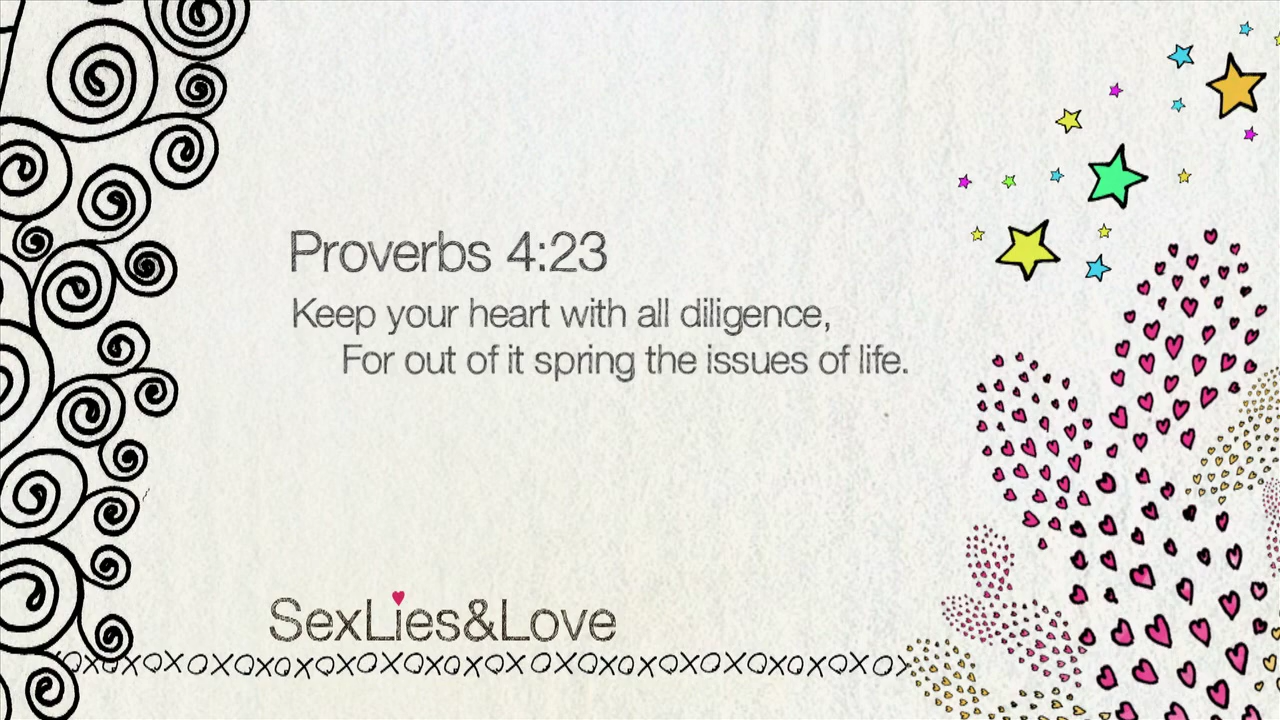 Proverbs 4:23
Keep your heart with all diligence,
For out of it spring the issues of life.
SexLies&Love
OXOXOXOXOXOXOXOXOXOXOXOXOXOXOXOXOXOXOX